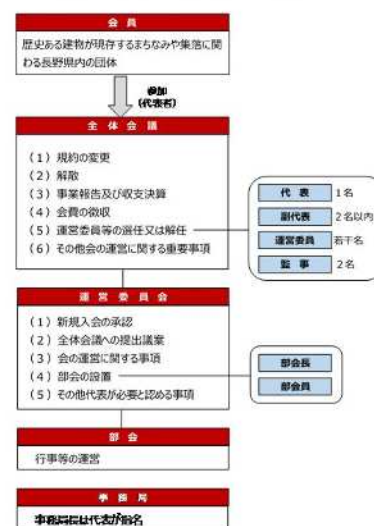 会 員
歴史ある建物が現存するまちなみや集落に関
わる長野県内の団体
参加
(代表者)
全 体 会 議
(1) 規約の変更
(2) 解散
(3) 事業報告及び収支決算
(4) 会費の徴収
(5) 運営委員等の選任又は解任
(6) その他会の運営に関する重要事項
代 表 1名
副代表 2名以内
運営委員 若干名
監 事 2名
運 営 委 員 会
(1) 新規入会の承認
(2) 全体会議への提出議案
(3) 会の運営に関する事項
(4) 部会の設置
(5) その他代表が必要と認める事項
部会長
部会員
部 会
行事等の運営
事 務 局
事務局長は代表が指名